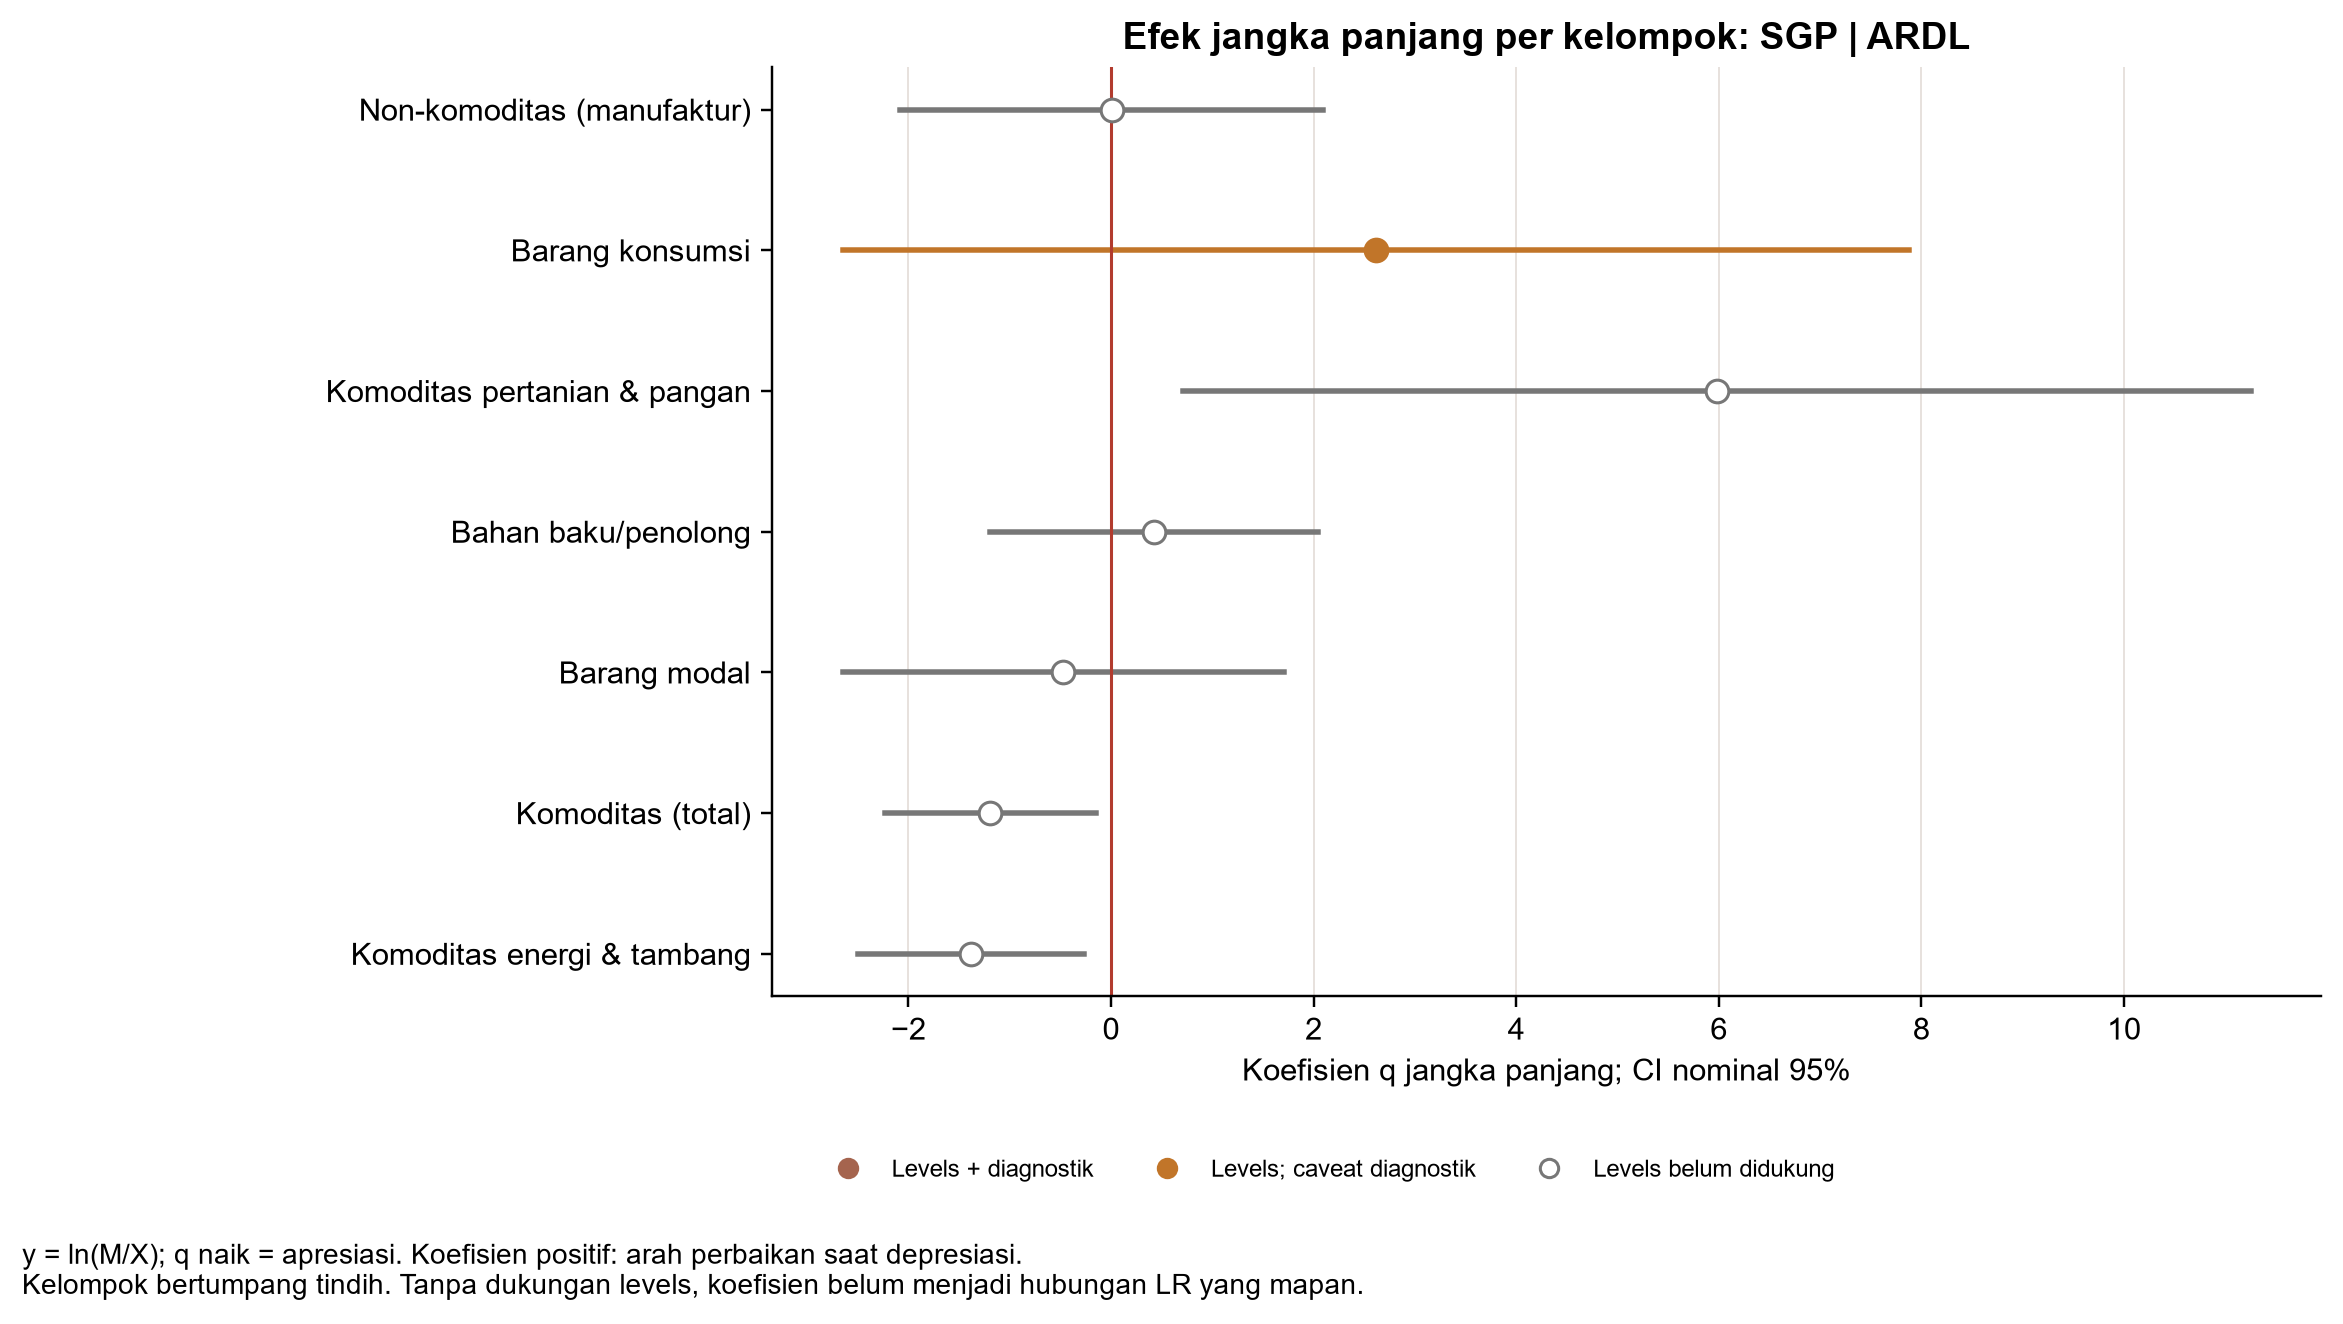 Efek jangka panjang per kelompok: SGP | ARDL
Non-komoditas (manufaktur)
Barang konsumsi
Komoditas pertanian & pangan
Bahan baku/penolong
Barang modal
Komoditas (total)
Komoditas energi & tambang
−2 0 2 4 6 8 10
Koefisien q jangka panjang; CI nominal 95%
Levels + diagnostik Levels; caveat diagnostik Levels belum didukung
y = ln(M/X); q naik = apresiasi. Koefisien positif: arah perbaikan saat depresiasi.
Kelompok bertumpang tindih. Tanpa dukungan levels, koefisien belum menjadi hubungan LR yang mapan.